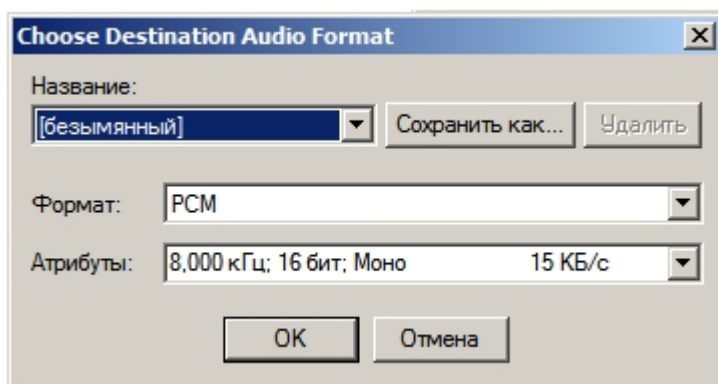 Choose Destination Audio Format
Название:
[безымянный] Сохранить как... Удалить
Формат: PCM
Атрибуты: 8,000 кГц; 16 бит; Моно 15 КБ/с
OK Отмена